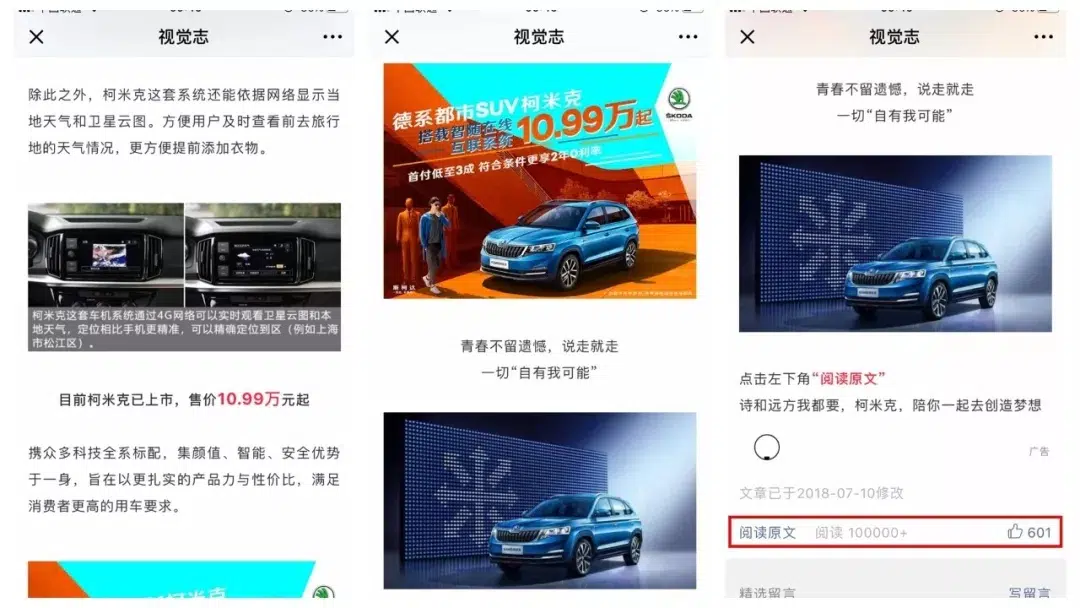 视觉志
除此之外，柯米克这套系统还能依据网络显示当
地天气和卫星云图。方便用户及时查看前去旅行
地的天气情况，更方便提前添加衣物。
柯米克这套车机系统通过4G网络可以实时观看卫星云图和本
地天气，定位相比手机更精准，可以精确定位到区（例如上海
市松江区）。
目前柯米克已上市，售价10.99万元起
携众多科技全系标配，集颜值、智能、安全优势
于一身，旨在以更扎实的产品力与性价比，满足
消费者更高的用车要求。
视觉志
德系都市SUV柯米克
搭载智随在线
互联系统
10.99万起
首付低至3成 符合条件更享2年0利率
ŠKODA
斯柯达
青春不留遗憾，说走就走
一切“自有我可能”
视觉志
青春不留遗憾，说走就走
一切“自有我可能”
点击左下角“阅读原文”
诗和远方我都要，柯米克，陪你一起去创造梦想
广告
文章已于2018-07-10修改
阅读原文 阅读 100000+ 601
精选留言 写留言